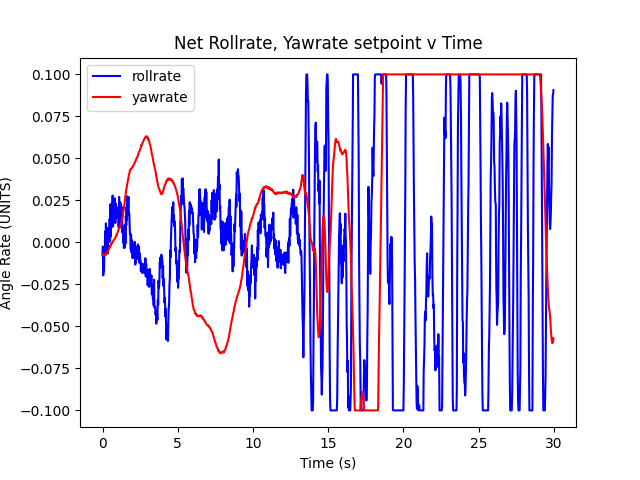 Net Rollrate, Yawrate setpoint v Time
rollrate
yawrate
Angle Rate (UNITS)
0.100
0.075
0.050
0.025
0.000
−0.025
−0.050
−0.075
−0.100
0 5 10 15 20 25 30
Time (s)